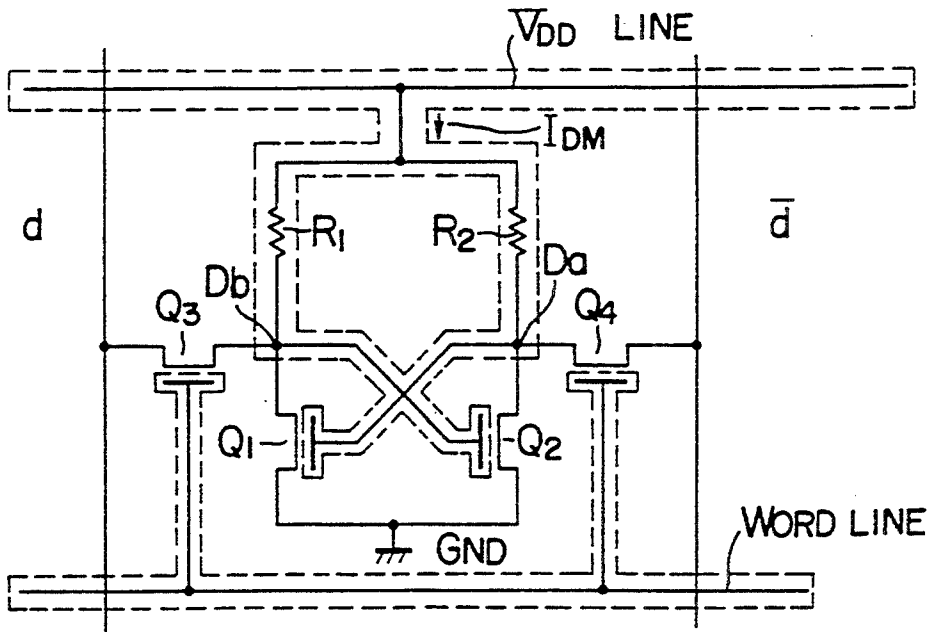 V̅DD LINE
IDM
d
R1
R2
d̅
Db
Da
Q3
Q4
Q1
Q2
GND
WORD LINE